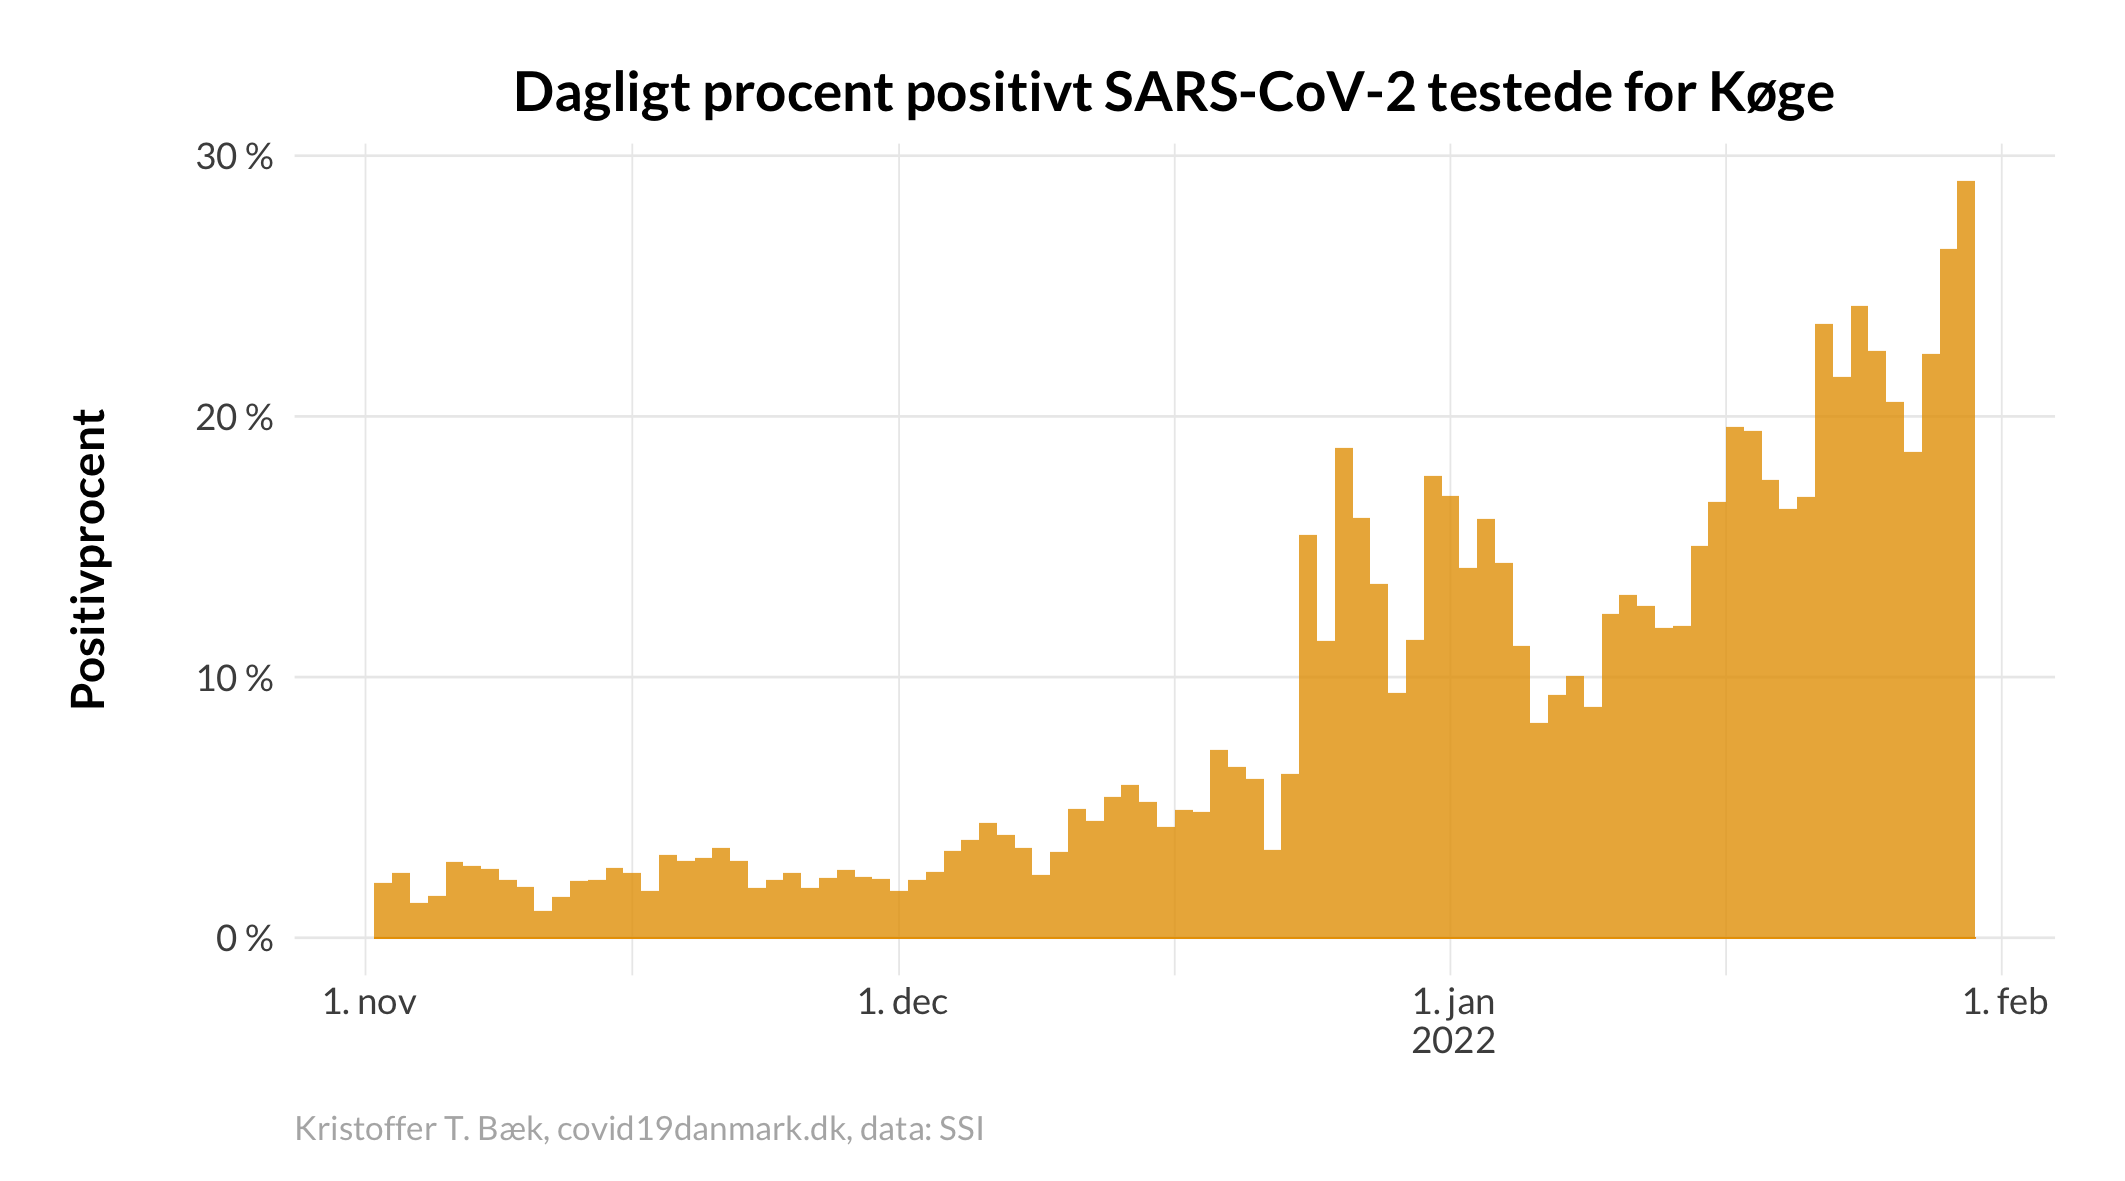 Dagligt procent positivt SARS-CoV-2 testede for Køge
Positivprocent
30 %
20 %
10 %
0 %
1. nov
1. dec
1. jan
2022
1. feb
Kristoffer T. Bæk, covid19danmark.dk, data: SSI